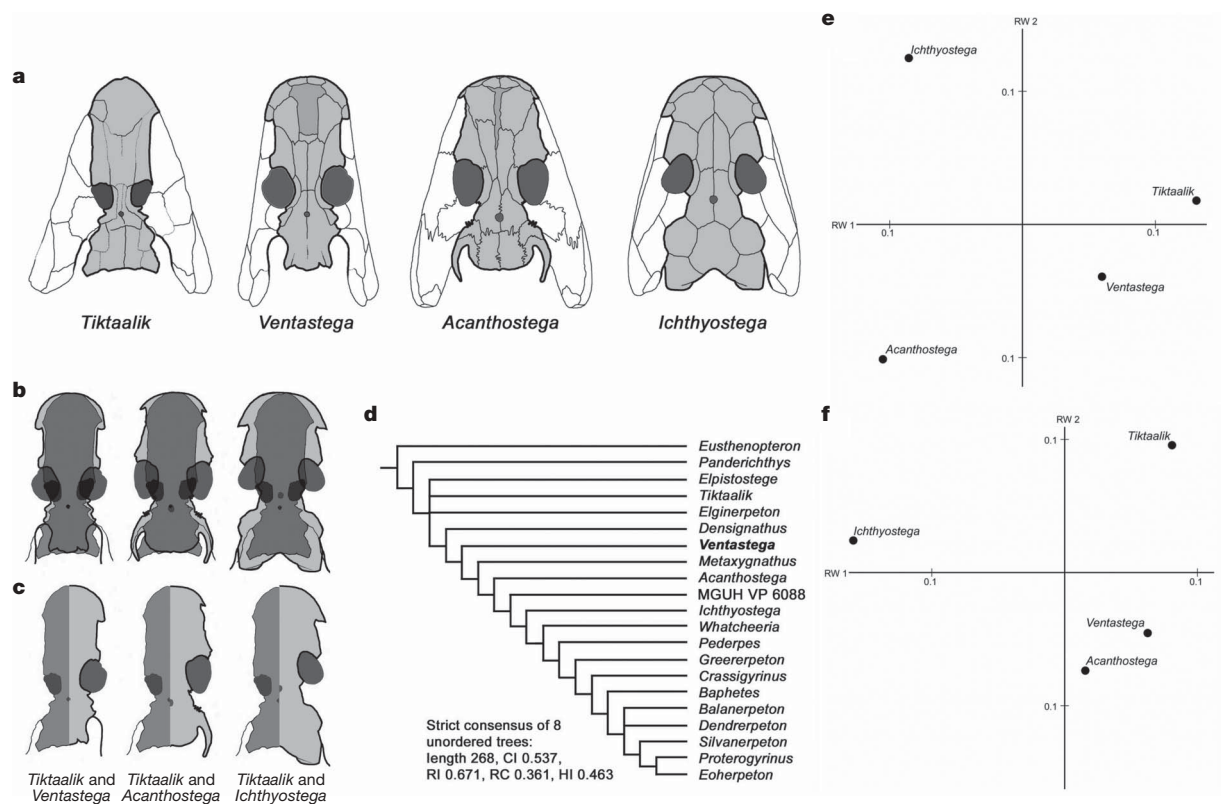 a
Tiktaalik
Ventastega
Acanthostega
Ichthyostega
b
c
Tiktaalik and
Ventastega
Tiktaalik and
Acanthostega
Tiktaalik and
Ichthyostega
d
Eusthenopteron
Panderichthys
Elpistostege
Tiktaalik
Elginerpeton
Densignathus
Ventastega
Metaxygnathus
Acanthostega
MGUH VP 6088
Ichthyostega
Whatcheeria
Pederpes
Greererpeton
Crassigyrinus
Baphetes
Balanerpeton
Dendrerpeton
Silvanerpeton
Proterogyrinus
Eoherpeton
Strict consensus of 8
unordered trees:
length 268, CI 0.537,
RI 0.671, RC 0.361, HI 0.463
e
RW 2
Ichthyostega
0.1
Tiktaalik
RW 1
0.1
0.1
Ventastega
Acanthostega
0.1
f
RW 2
Tiktaalik
0.1
Ichthyostega
RW 1
0.1
0.1
Ventastega
Acanthostega
0.1